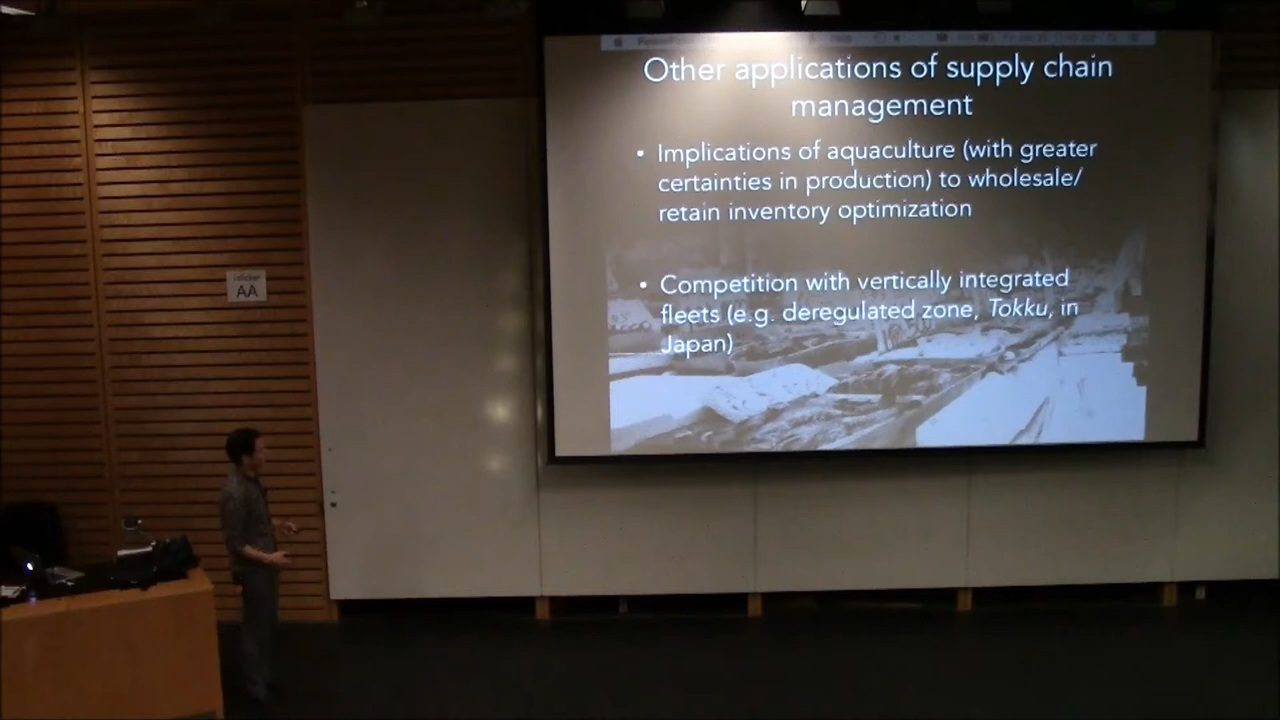 Other applications of supply chain
management
• Implications of aquaculture (with greater
certainties in production) to wholesale/
retain inventory optimization
• Competition with vertically integrated
fleets (e.g. deregulated zone, Tokku, in
Japan)
AA